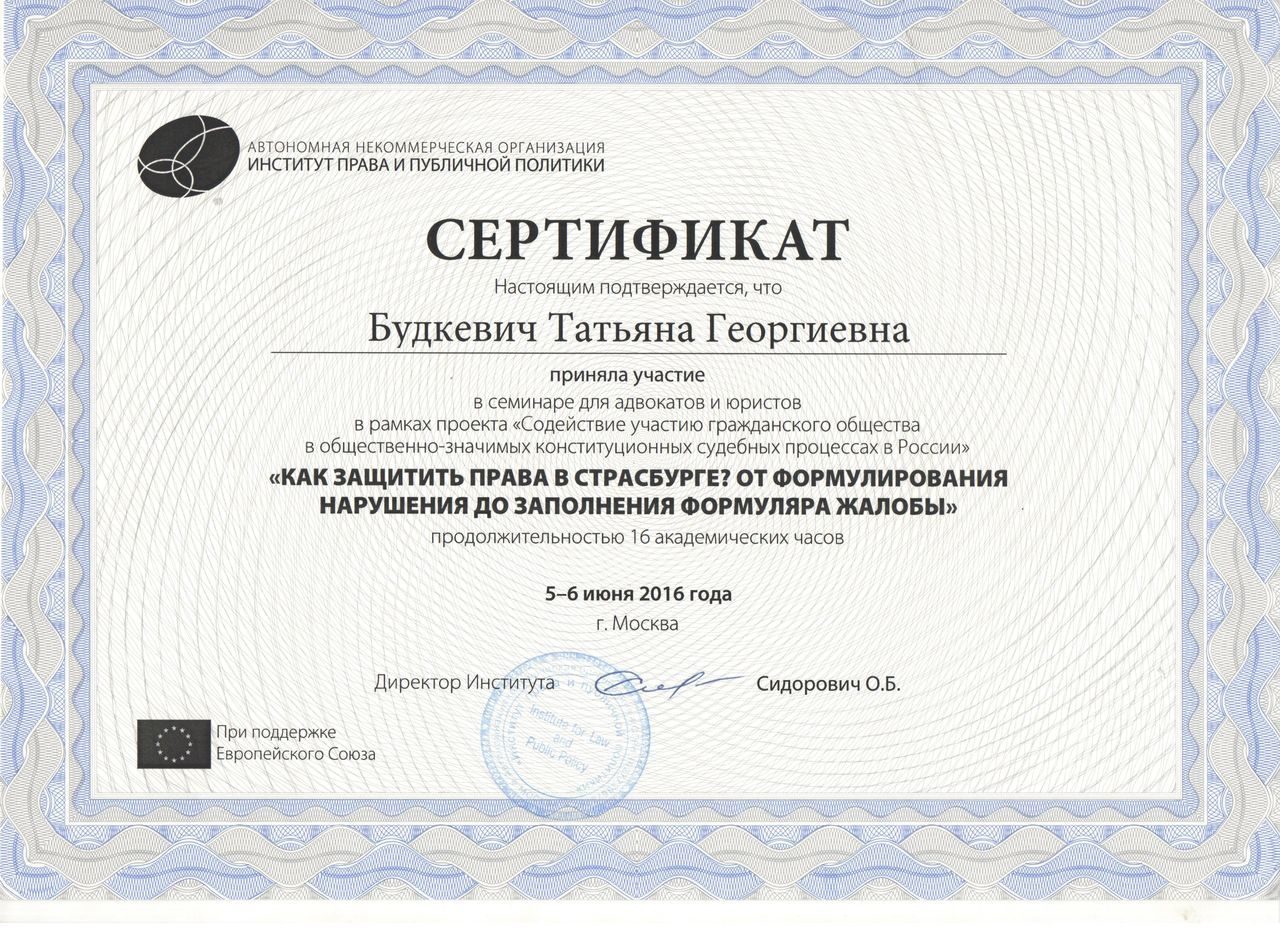 АВТОНОМНАЯ НЕКОММЕРЧЕСКАЯ ОРГАНИЗАЦИЯ
ИНСТИТУТ ПРАВА И ПУБЛИЧНОЙ ПОЛИТИКИ
®
СЕРТИФИКАТ
Настоящим подтверждается, что
Будкевич Татьяна Георгиевна
приняла участие
в семинаре для адвокатов и юристов
в рамках проекта «Содействие участию гражданского общества
в общественно-значимых конституционных судебных процессах в России»
«КАК ЗАЩИТИТЬ ПРАВА В СТРАСБУРГЕ? ОТ ФОРМУЛИРОВАНИЯ
НАРУШЕНИЯ ДО ЗАПОЛНЕНИЯ ФОРМУЛЯРА ЖАЛОБЫ»
продолжительностью 16 академических часов
5–6 июня 2016 года
г. Москва
Директор Института
Сидорович О.Б.
Institute for Law
and
Public Policy
При поддержке
Европейского Союза